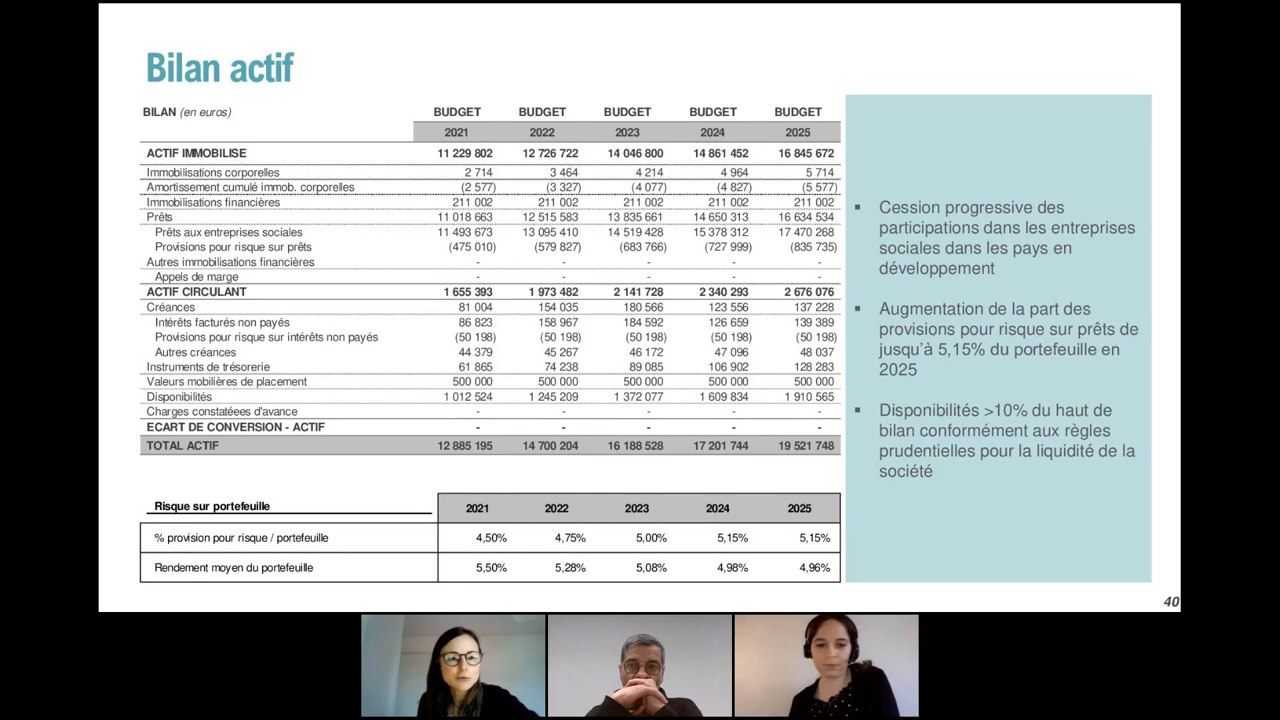 Bilan actif
BILAN (en euros) BUDGET BUDGET BUDGET BUDGET BUDGET
2021 2022 2023 2024 2025
ACTIF IMMOBILISE 11 229 802 12 726 722 14 046 800 14 861 452 16 845 672
Immobilisations corporelles 2 714 3 464 4 214 4 964 5 714
Amortissement cumulé immob. corporelles (2 577) (3 327) (4 077) (4 827) (5 577)
Immobilisations financières 211 002 211 002 211 002 211 002 211 002
Prêts 11 018 663 12 515 583 13 835 661 14 650 313 16 634 534
Prêts aux entreprises sociales 11 493 673 13 095 410 14 519 428 15 378 312 17 470 268
Provisions pour risque sur prêts (475 010) (579 827) (683 766) (727 999) (835 735)
Autres immobilisations financières - - - - -
Appels de marge - - - - -
ACTIF CIRCULANT 1 655 393 1 973 482 2 141 728 2 340 293 2 676 076
Créances 81 004 154 035 180 566 123 556 137 228
Intérêts facturés non payés 86 823 158 967 184 592 126 659 139 389
Provisions pour risque sur intérêts non payés (50 198) (50 198) (50 198) (50 198) (50 198)
Autres créances 44 379 45 267 46 172 47 096 48 037
Instruments de trésorerie 61 865 74 238 89 085 106 902 128 283
Valeurs mobilières de placement 500 000 500 000 500 000 500 000 500 000
Disponibilités 1 012 524 1 245 209 1 372 077 1 609 834 1 910 565
Charges constatéees d'avance - - - - -
ECART DE CONVERSION - ACTIF - - - - -
TOTAL ACTIF 12 885 195 14 700 204 16 188 528 17 201 744 19 521 748
Risque sur portefeuille 2021 2022 2023 2024 2025
% provision pour risque / portefeuille 4,50% 4,75% 5,00% 5,15% 5,15%
Rendement moyen du portefeuille 5,50% 5,28% 5,08% 4,98% 4,96%
▪ Cession progressive des
participations dans les entreprises
sociales dans les pays en
développement
▪ Augmentation de la part des
provisions pour risque sur prêts de
jusqu'à 5,15% du portefeuille en
2025
▪ Disponibilités >10% du haut de
bilan conformément aux règles
prudentielles pour la liquidité de la
société
40